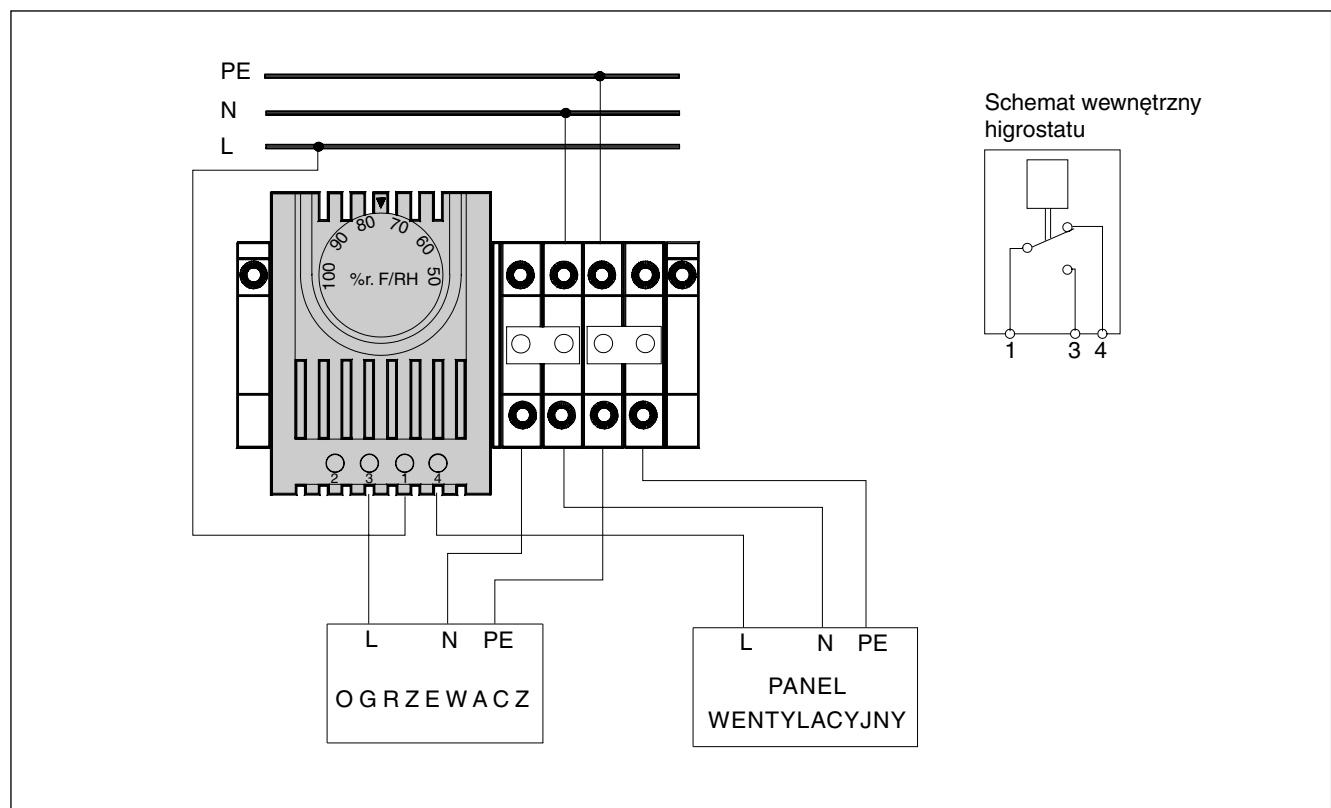 PE
N
L
Schemat wewnętrzny
higrostatu
1 3 4
100 90 80 70 60 50
%r. F/RH
2 3 1 4
L N PE
OGRZEWACZ
L N PE
PANEL
WENTYLACYJNY